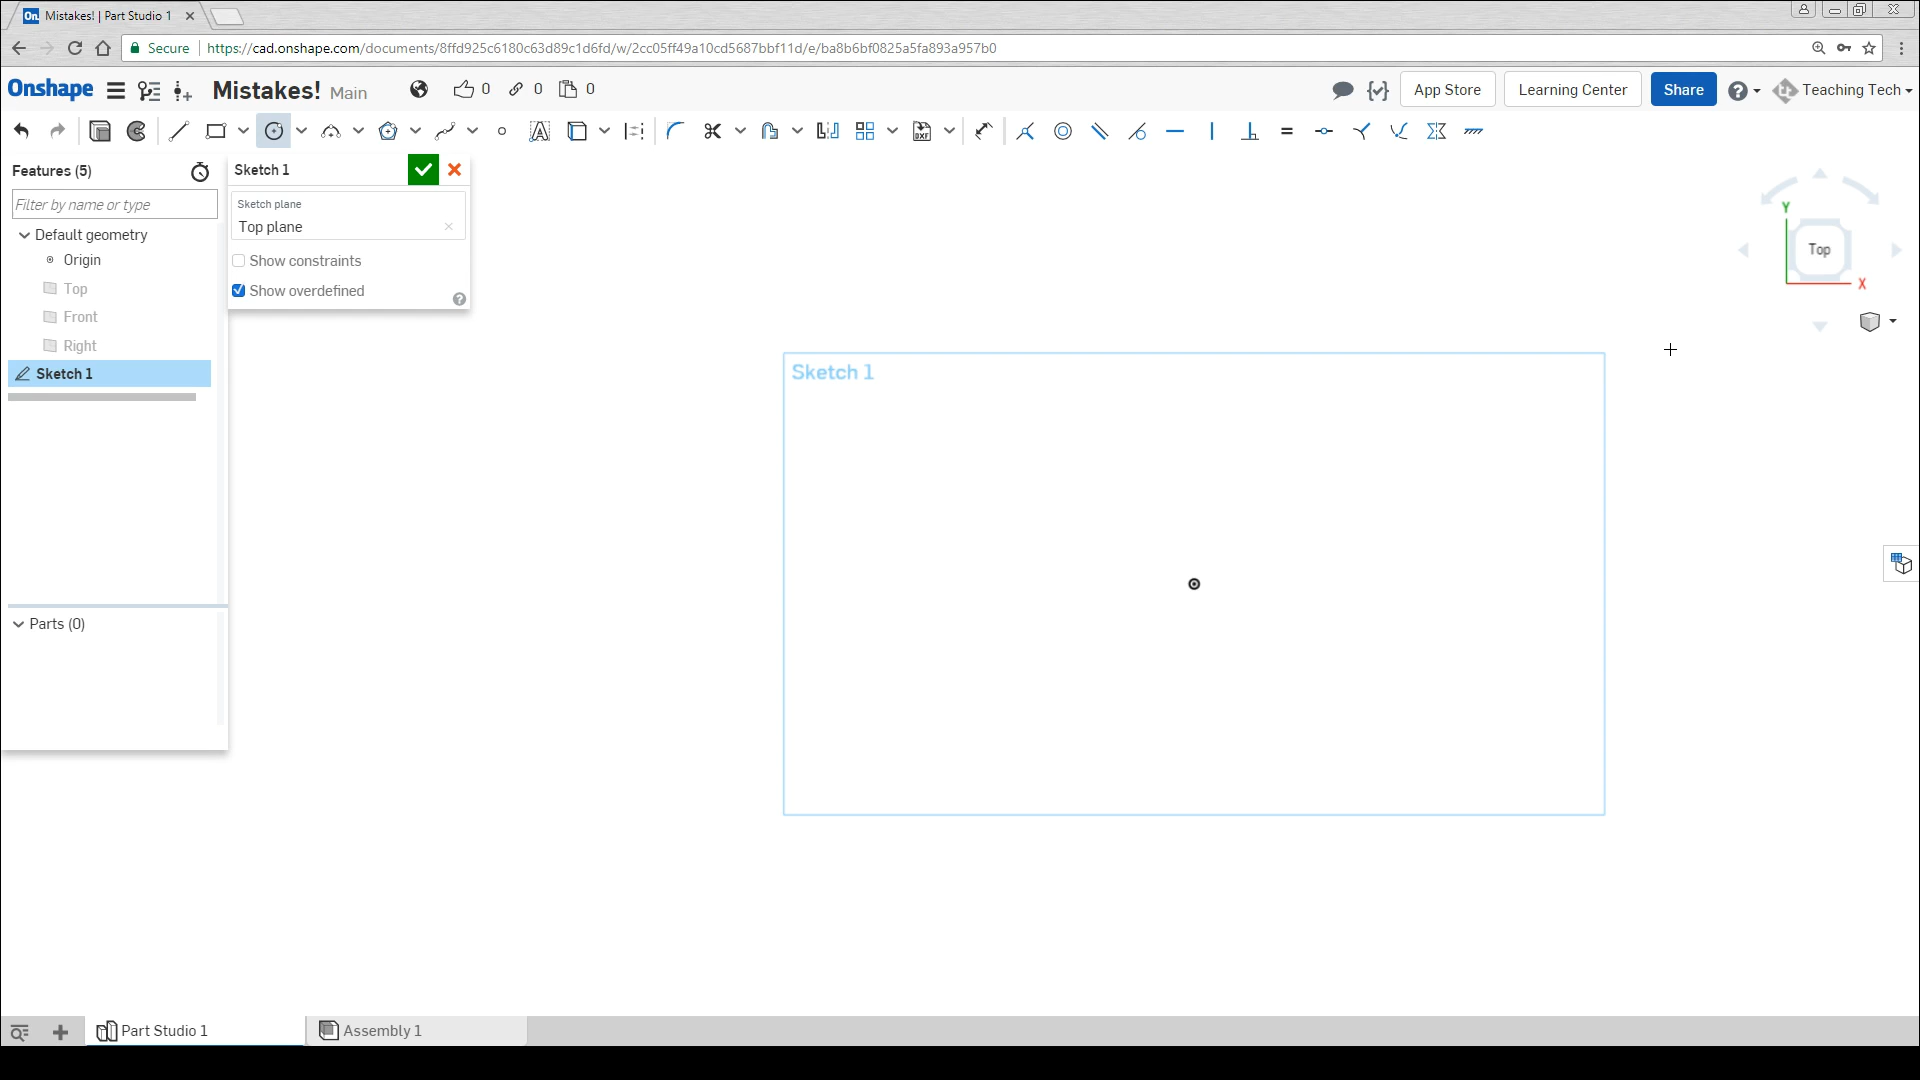 On Mistakes! | Part Studio 1
Secure https://cad.onshape.com/documents/8ffd925c6180c63d89c1d6fd/w/2cc05ff49a10cd5687bbf11d/e/ba8b6bf0825a5fa893a957b0
Onshape Mistakes! Main 0 0 0 App Store Learning Center Share Teaching Tech
DXF
Features (5)
Filter by name or type
Default geometry
Origin
Top
Front
Right
Sketch 1
Parts (0)
Sketch 1
Sketch plane
Top plane
Show constraints
Show overdefined
Sketch 1
Y
Top
X
Part Studio 1 Assembly 1